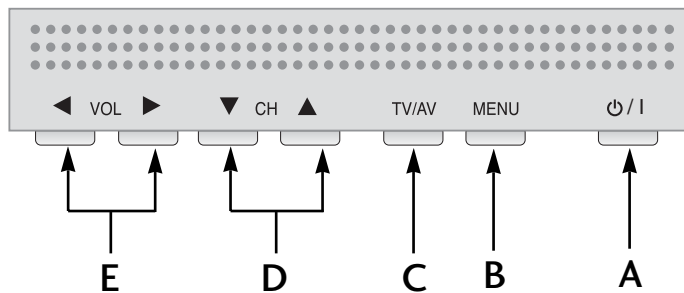 ◀ VOL ▶ ▼ CH ▲ TV/AV MENU ⏻/I
E D C B A